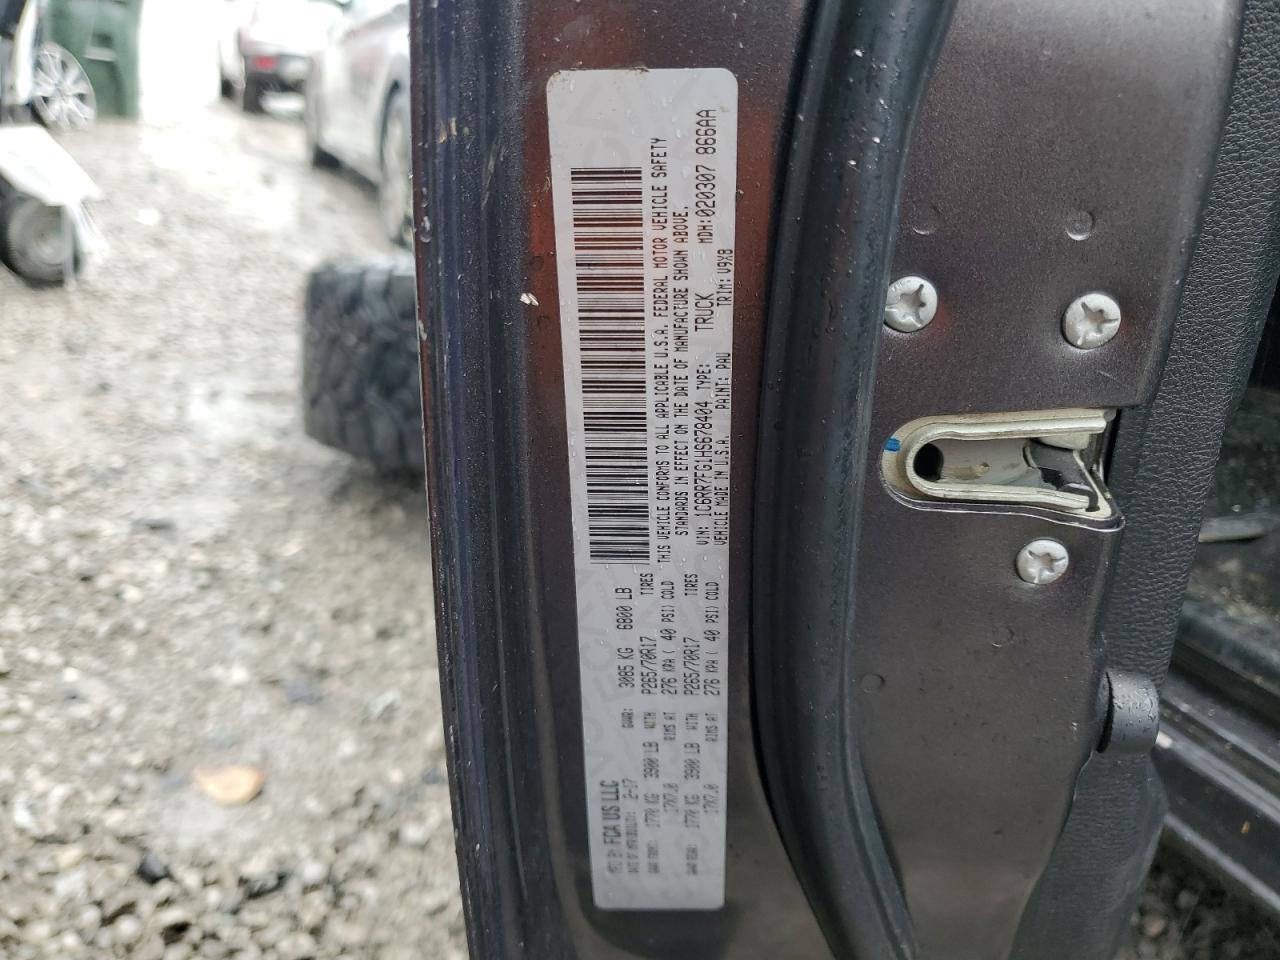 MFD BY FCA US LLC
DATE OF MFR: 2-17 GVWR: 3085 KG 6800 LB
GAWR FRONT: 1770 KG 3900 LB WITH P265/70R17 TIRES
17X7.0 RIMS AT 276 KPA ( 40 PSI) COLD
GAWR REAR: 1770 KG 3900 LB WITH P265/70R17 TIRES
17X7.0 RIMS AT 276 KPA ( 40 PSI) COLD
THIS VEHICLE CONFORMS TO ALL APPLICABLE U.S.A. FEDERAL MOTOR VEHICLE SAFETY
STANDARDS IN EFFECT ON THE DATE OF MANUFACTURE SHOWN ABOVE.
VIN: 1C6RR7FG1HS678404 TYPE: TRUCK MDH:020307 866AA
VEHICLE MADE IN U.S.A. PAINT: PAU TRIM: V9X8